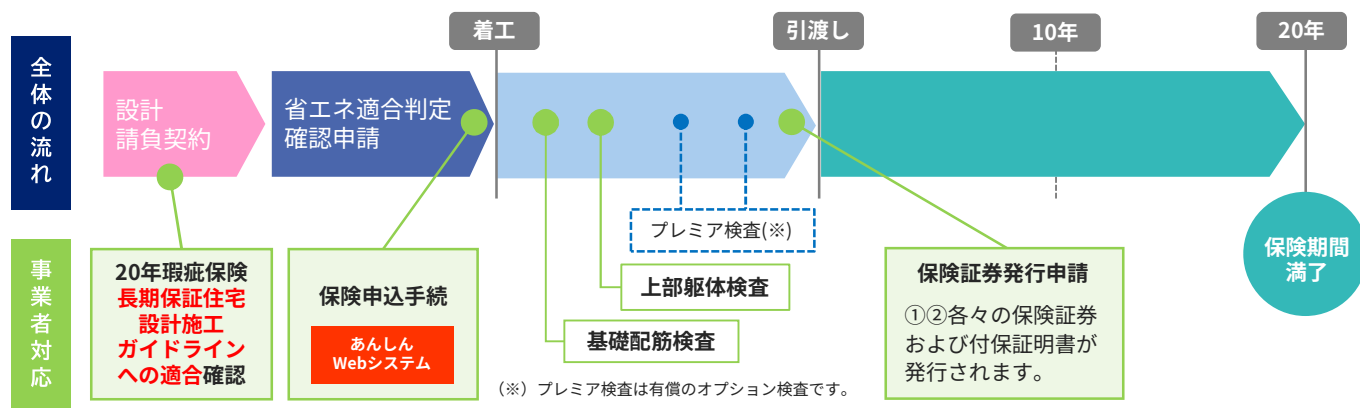 着工
引渡し
10年
20年
全体の流れ
設計
請負契約
省エネ適合判定
確認申請
プレミア検査(※)
保険期間
満了
事業者対応
20年瑕疵保険
長期保証住宅
設計施工
ガイドライン
への適合確認
保険申込手続
あんしん
Webシステム
上部躯体検査
基礎配筋検査
保険証券発行申請
①②各々の保険証券
および付保証明書が
発行されます。
（※）プレミア検査は有償のオプション検査です。